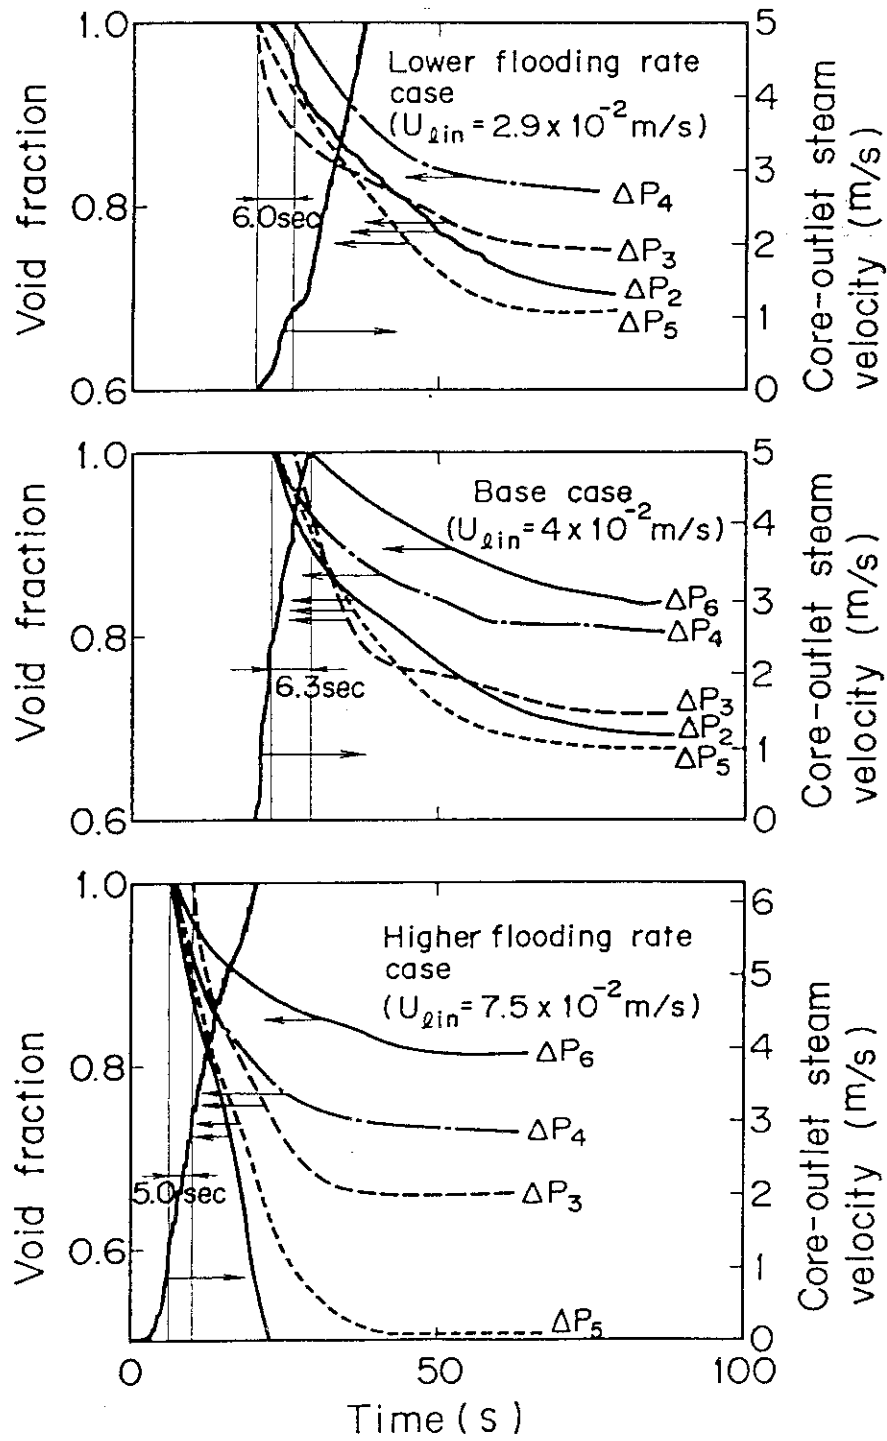 1.0
0.8
0.6
Void fraction
Lower flooding rate
case
(Uℓin = 2.9 x 10⁻² m/s)
6.0sec
ΔP₄
ΔP₃
ΔP₂
ΔP₅
5
4
3
2
1
0
Core-outlet steam
velocity (m/s)
1.0
0.8
0.6
Void fraction
Base case
(Uℓin = 4 x 10⁻² m/s)
6.3sec
ΔP₆
ΔP₄
ΔP₃
ΔP₂
ΔP₅
5
4
3
2
1
0
Core-outlet steam
velocity (m/s)
1.0
0.8
0.6
Void fraction
Higher flooding rate
case
(Uℓin = 7.5 x 10⁻² m/s)
5.0sec
ΔP₆
ΔP₄
ΔP₃
ΔP₅
6
5
4
3
2
1
0
Core-outlet steam
velocity (m/s)
0 50 100
Time (s)